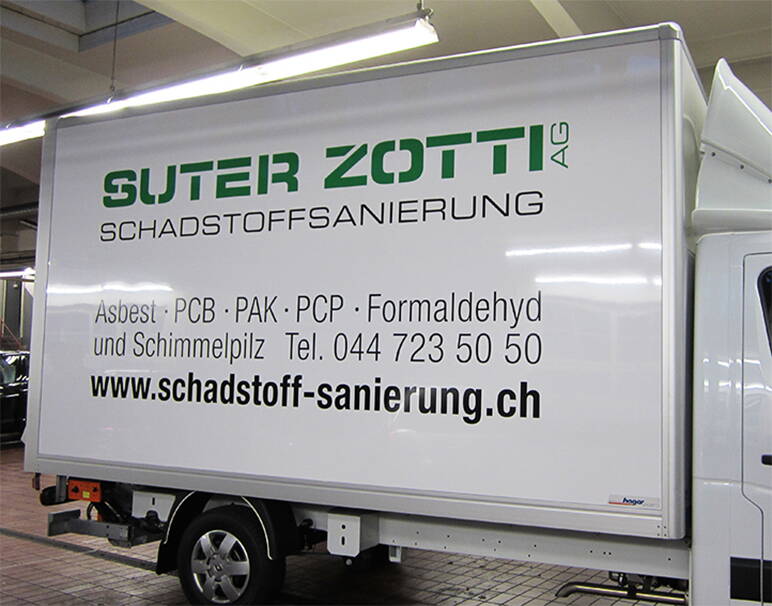 SUTER ZOTTI AG
SCHADSTOFFSANIERUNG
Asbest · PCB · PAK · PCP · Formaldehyd
und Schimmelpilz Tel. 044 723 50 50
www.schadstoff-sanierung.ch
hagar